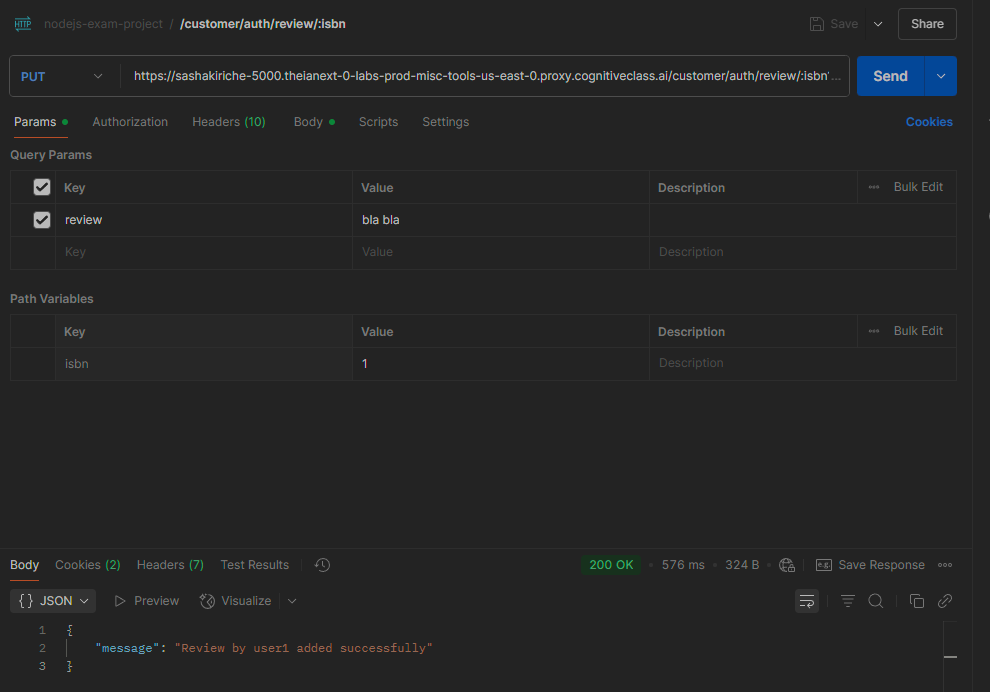 HTTP nodejs-exam-project / /customer/auth/review/:isbn Save Share
PUT https://sashakiriche-5000.theianext-0-labs-prod-misc-tools-us-east-0.proxy.cognitiveclass.ai/customer/auth/review/:isbn?... Send
Params Authorization Headers (10) Body Scripts Settings Cookies
Query Params
Key Value Description Bulk Edit
review bla bla
Key Value Description
Path Variables
Key Value Description Bulk Edit
isbn 1 Description
Body Cookies (2) Headers (7) Test Results 200 OK 576 ms 324 B e.g. Save Response
{} JSON Preview Visualize
1 {
2 "message": "Review by user1 added successfully"
3 }